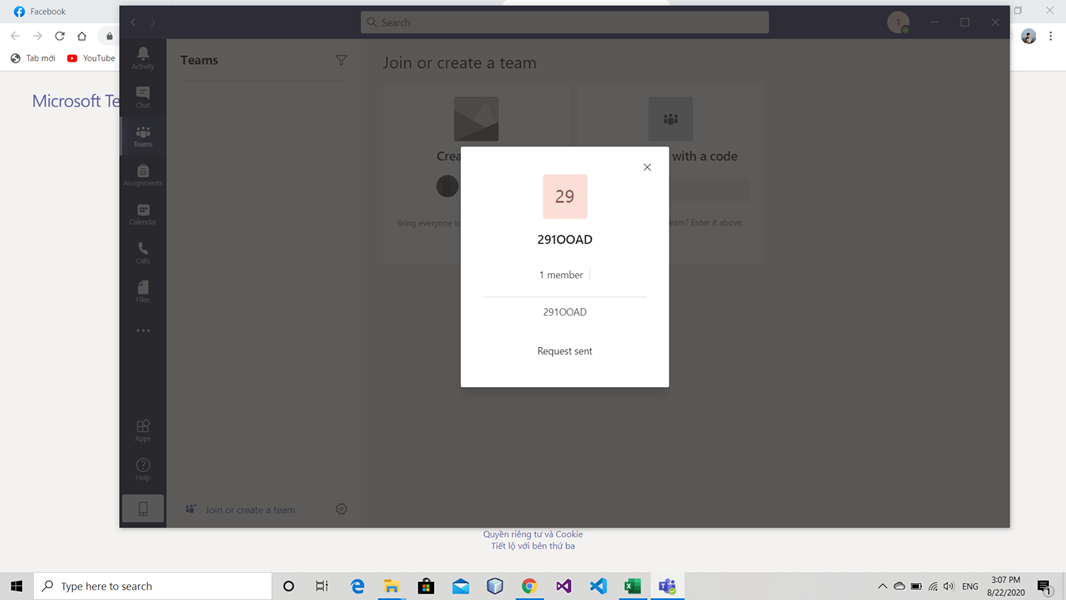 Facebook
Search
1
Tab mới
YouTube
Microsoft Te
Activity
Chat
Teams
Assignments
Calendar
Calls
Files
Apps
Help
Teams
Join or create a team
Crea
with a code
Bring everyone to
eam? Enter it above.
29
291OOAD
1 member
291OOAD
Request sent
Join or create a team
Quyền riêng tư và Cookie
Tiết lộ với bên thứ ba
Type here to search
ENG
3:07 PM
8/22/2020
1